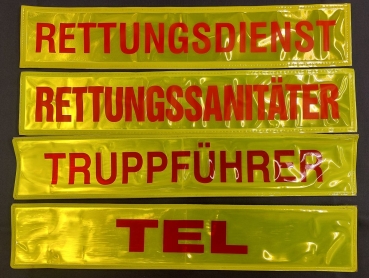 RETTUNGSDIENST
RETTUNGSSANITÄTER
TRUPPFÜHRER
TEL